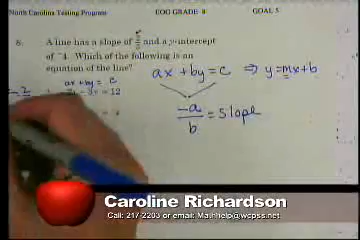 North Carolina Testing Program EOG GRADE 8 GOAL 5
8. A line has a slope of and a y-intercept
of ⁻4. Which of the following is an
equation of the line?
ax + by = c ⇒ y = mx + b
ax + by = c
= 12
-a/b = slope
Caroline Richardson
Call: 217-2203 or email: Mathhelp@wcpss.net